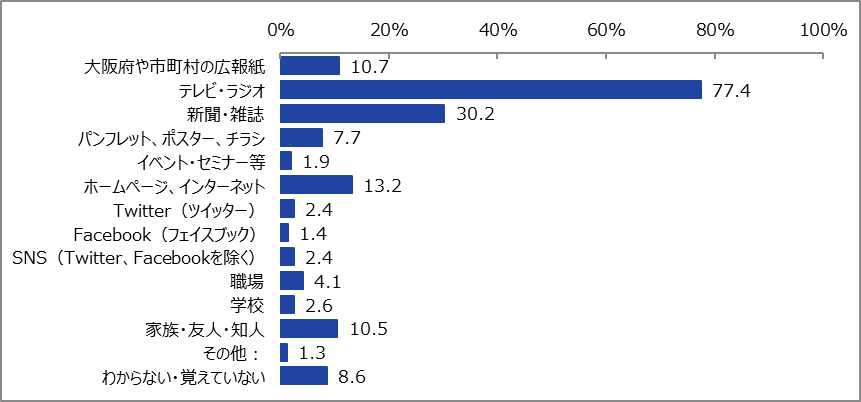 0% 20% 40% 60% 80% 100%
大阪府や市町村の広報紙 10.7
テレビ・ラジオ 77.4
新聞・雑誌 30.2
パンフレット、ポスター、チラシ 7.7
イベント・セミナー等 1.9
ホームページ、インターネット 13.2
Twitter（ツイッター） 2.4
Facebook（フェイスブック） 1.4
SNS（Twitter、Facebookを除く） 2.4
職場 4.1
学校 2.6
家族・友人・知人 10.5
その他： 1.3
わからない・覚えていない 8.6